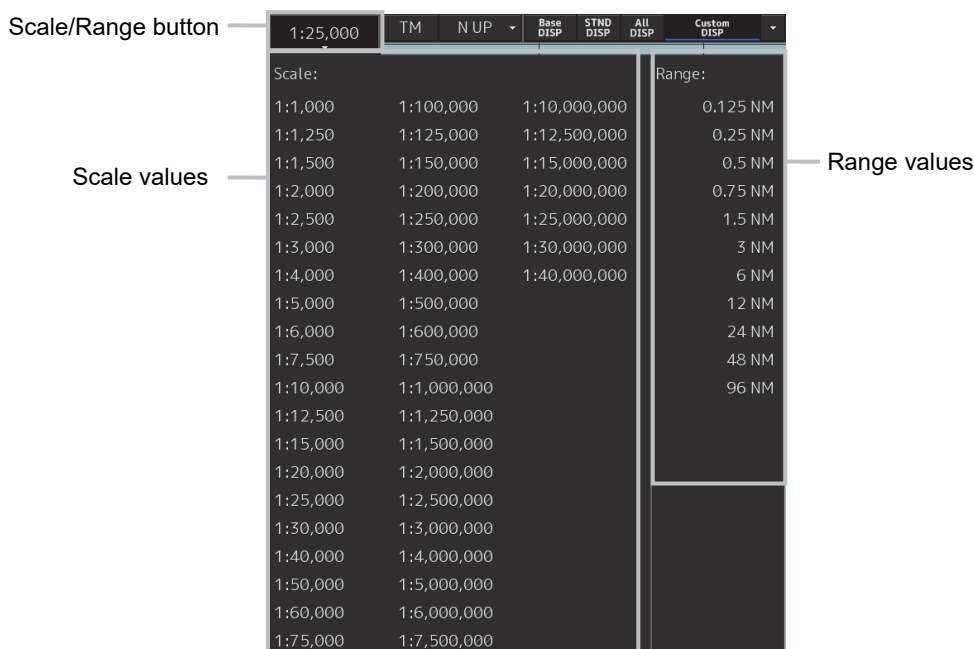 Scale/Range button
1:25,000 TM N UP Base DISP STND DISP All DISP Custom DISP
Scale: Range:
1:1,000 1:100,000 1:10,000,000 0.125 NM
1:1,250 1:125,000 1:12,500,000 0.25 NM
1:1,500 1:150,000 1:15,000,000 0.5 NM
Scale values
Range values
1:2,000 1:200,000 1:20,000,000 0.75 NM
1:2,500 1:250,000 1:25,000,000 1.5 NM
1:3,000 1:300,000 1:30,000,000 3 NM
1:4,000 1:400,000 1:40,000,000 6 NM
1:5,000 1:500,000 12 NM
1:6,000 1:600,000 24 NM
1:7,500 1:750,000 48 NM
1:10,000 1:1,000,000 96 NM
1:12,500 1:1,250,000
1:15,000 1:1,500,000
1:20,000 1:2,000,000
1:25,000 1:2,500,000
1:30,000 1:3,000,000
1:40,000 1:4,000,000
1:50,000 1:5,000,000
1:60,000 1:6,000,000
1:75,000 1:7,500,000